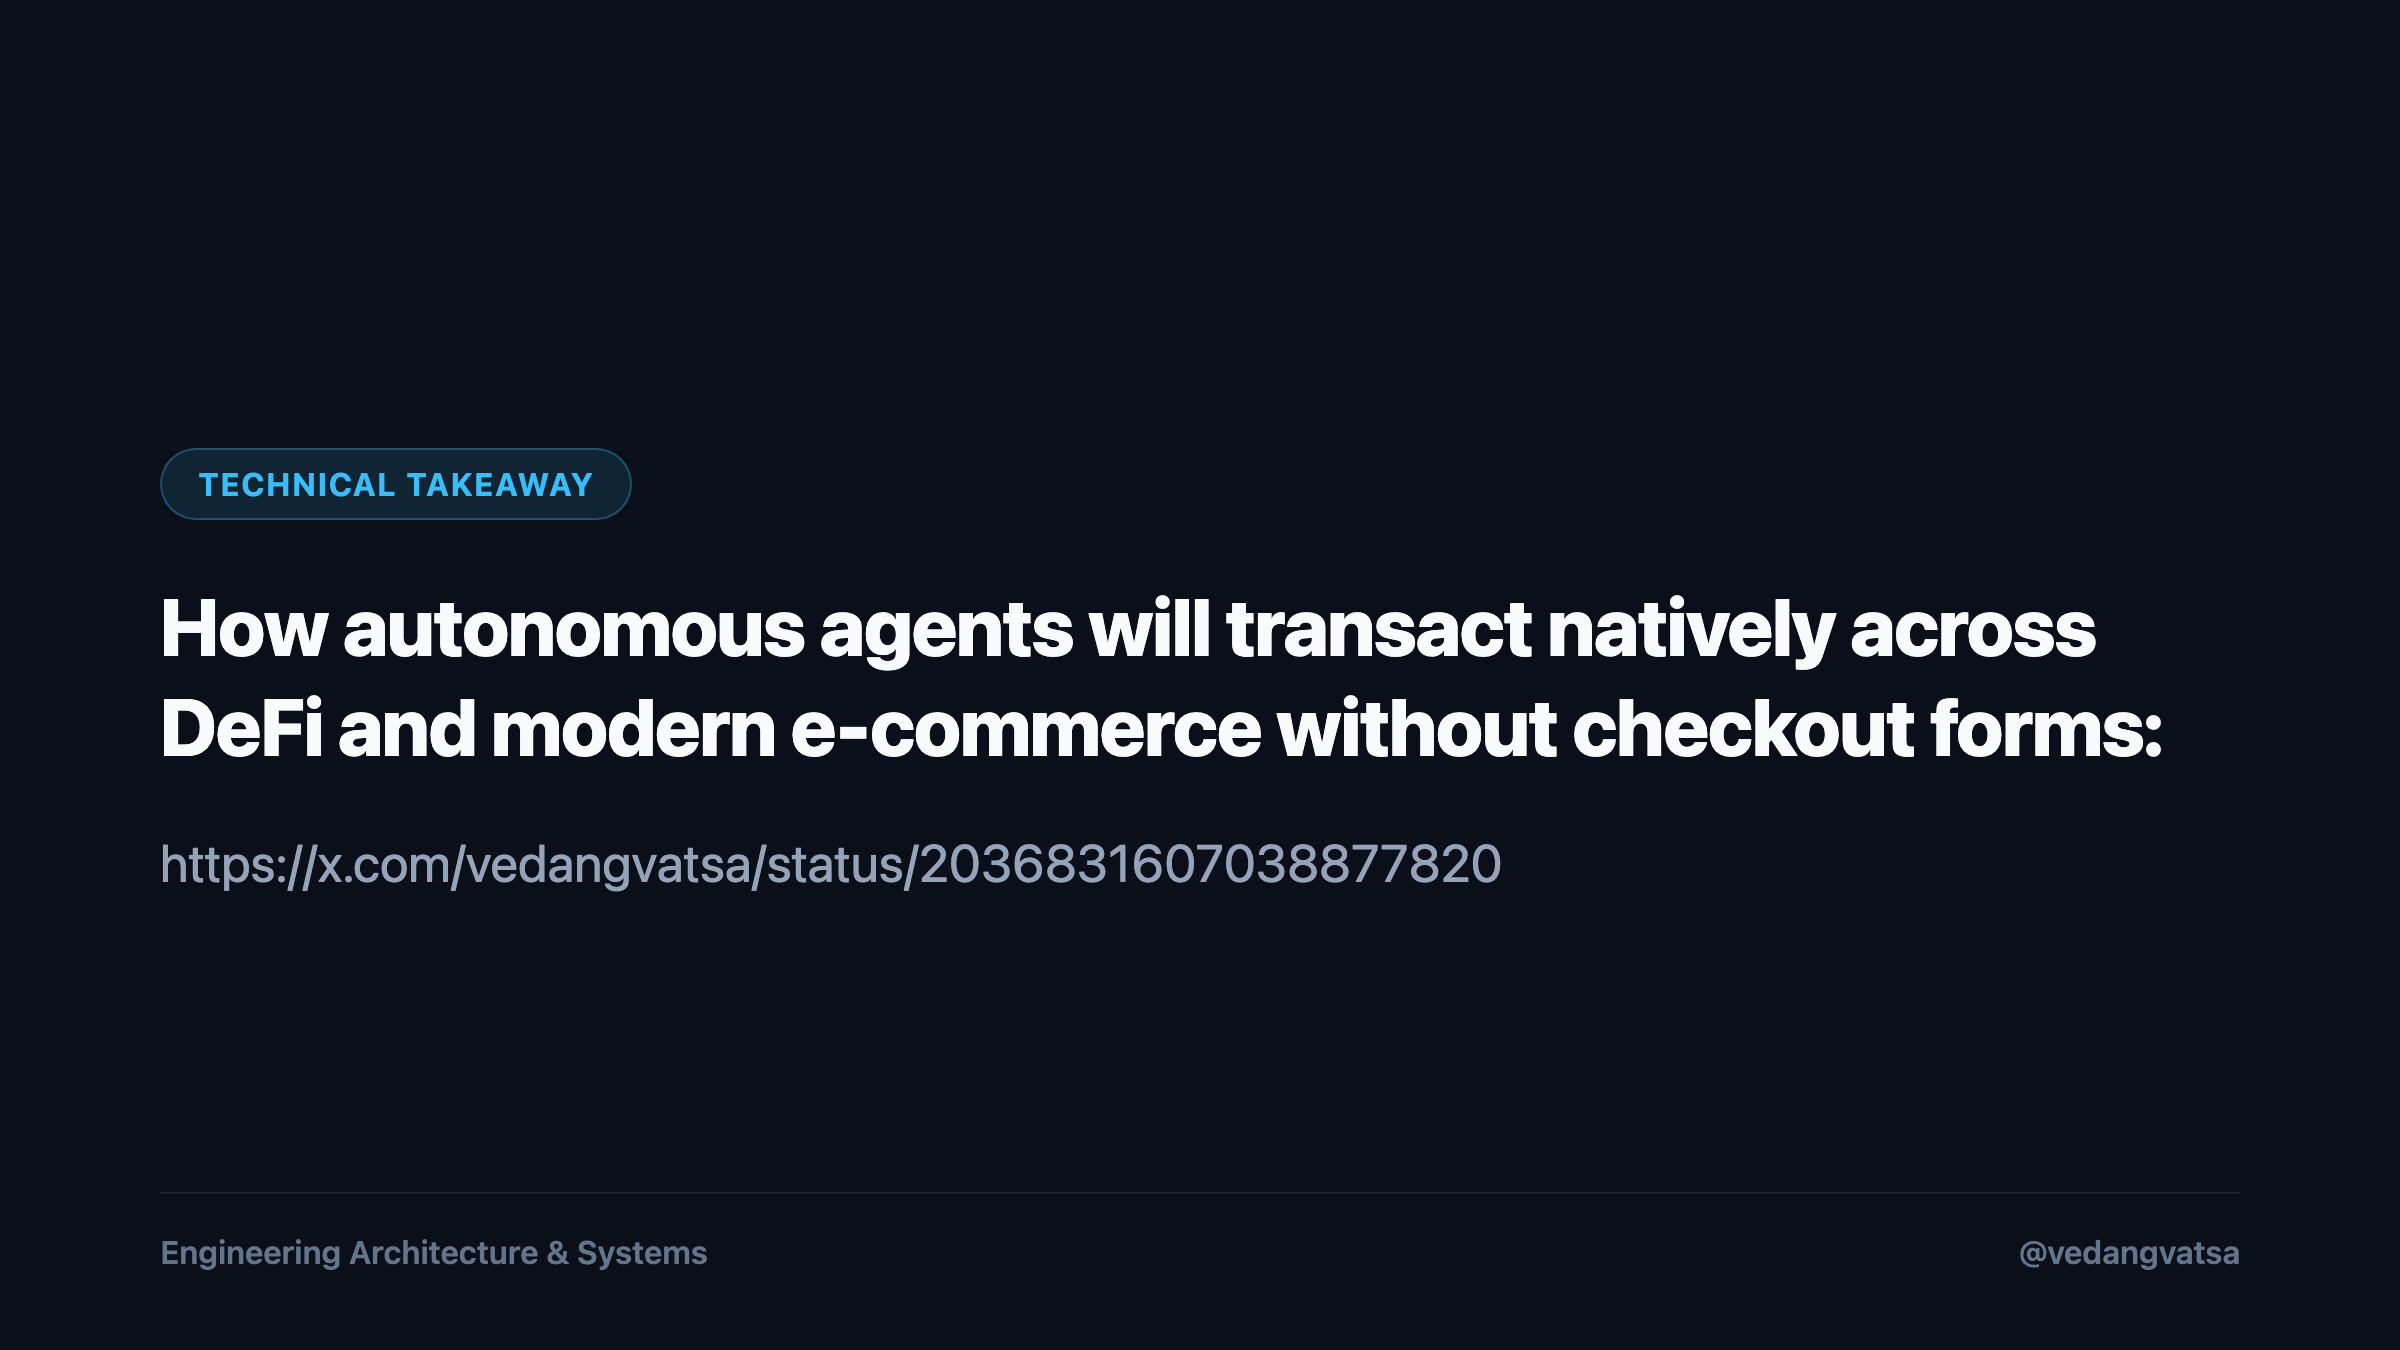 TECHNICAL TAKEAWAY
How autonomous agents will transact natively across
DeFi and modern e-commerce without checkout forms:
https://x.com/vedangvatsa/status/2036831607038877820
Engineering Architecture & Systems
@vedangvatsa